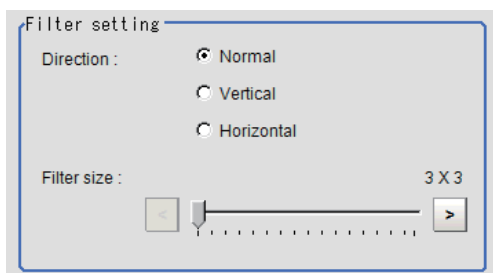 Filter setting
Direction :
Normal
Vertical
Horizontal
Filter size :
3 X 3
<
>